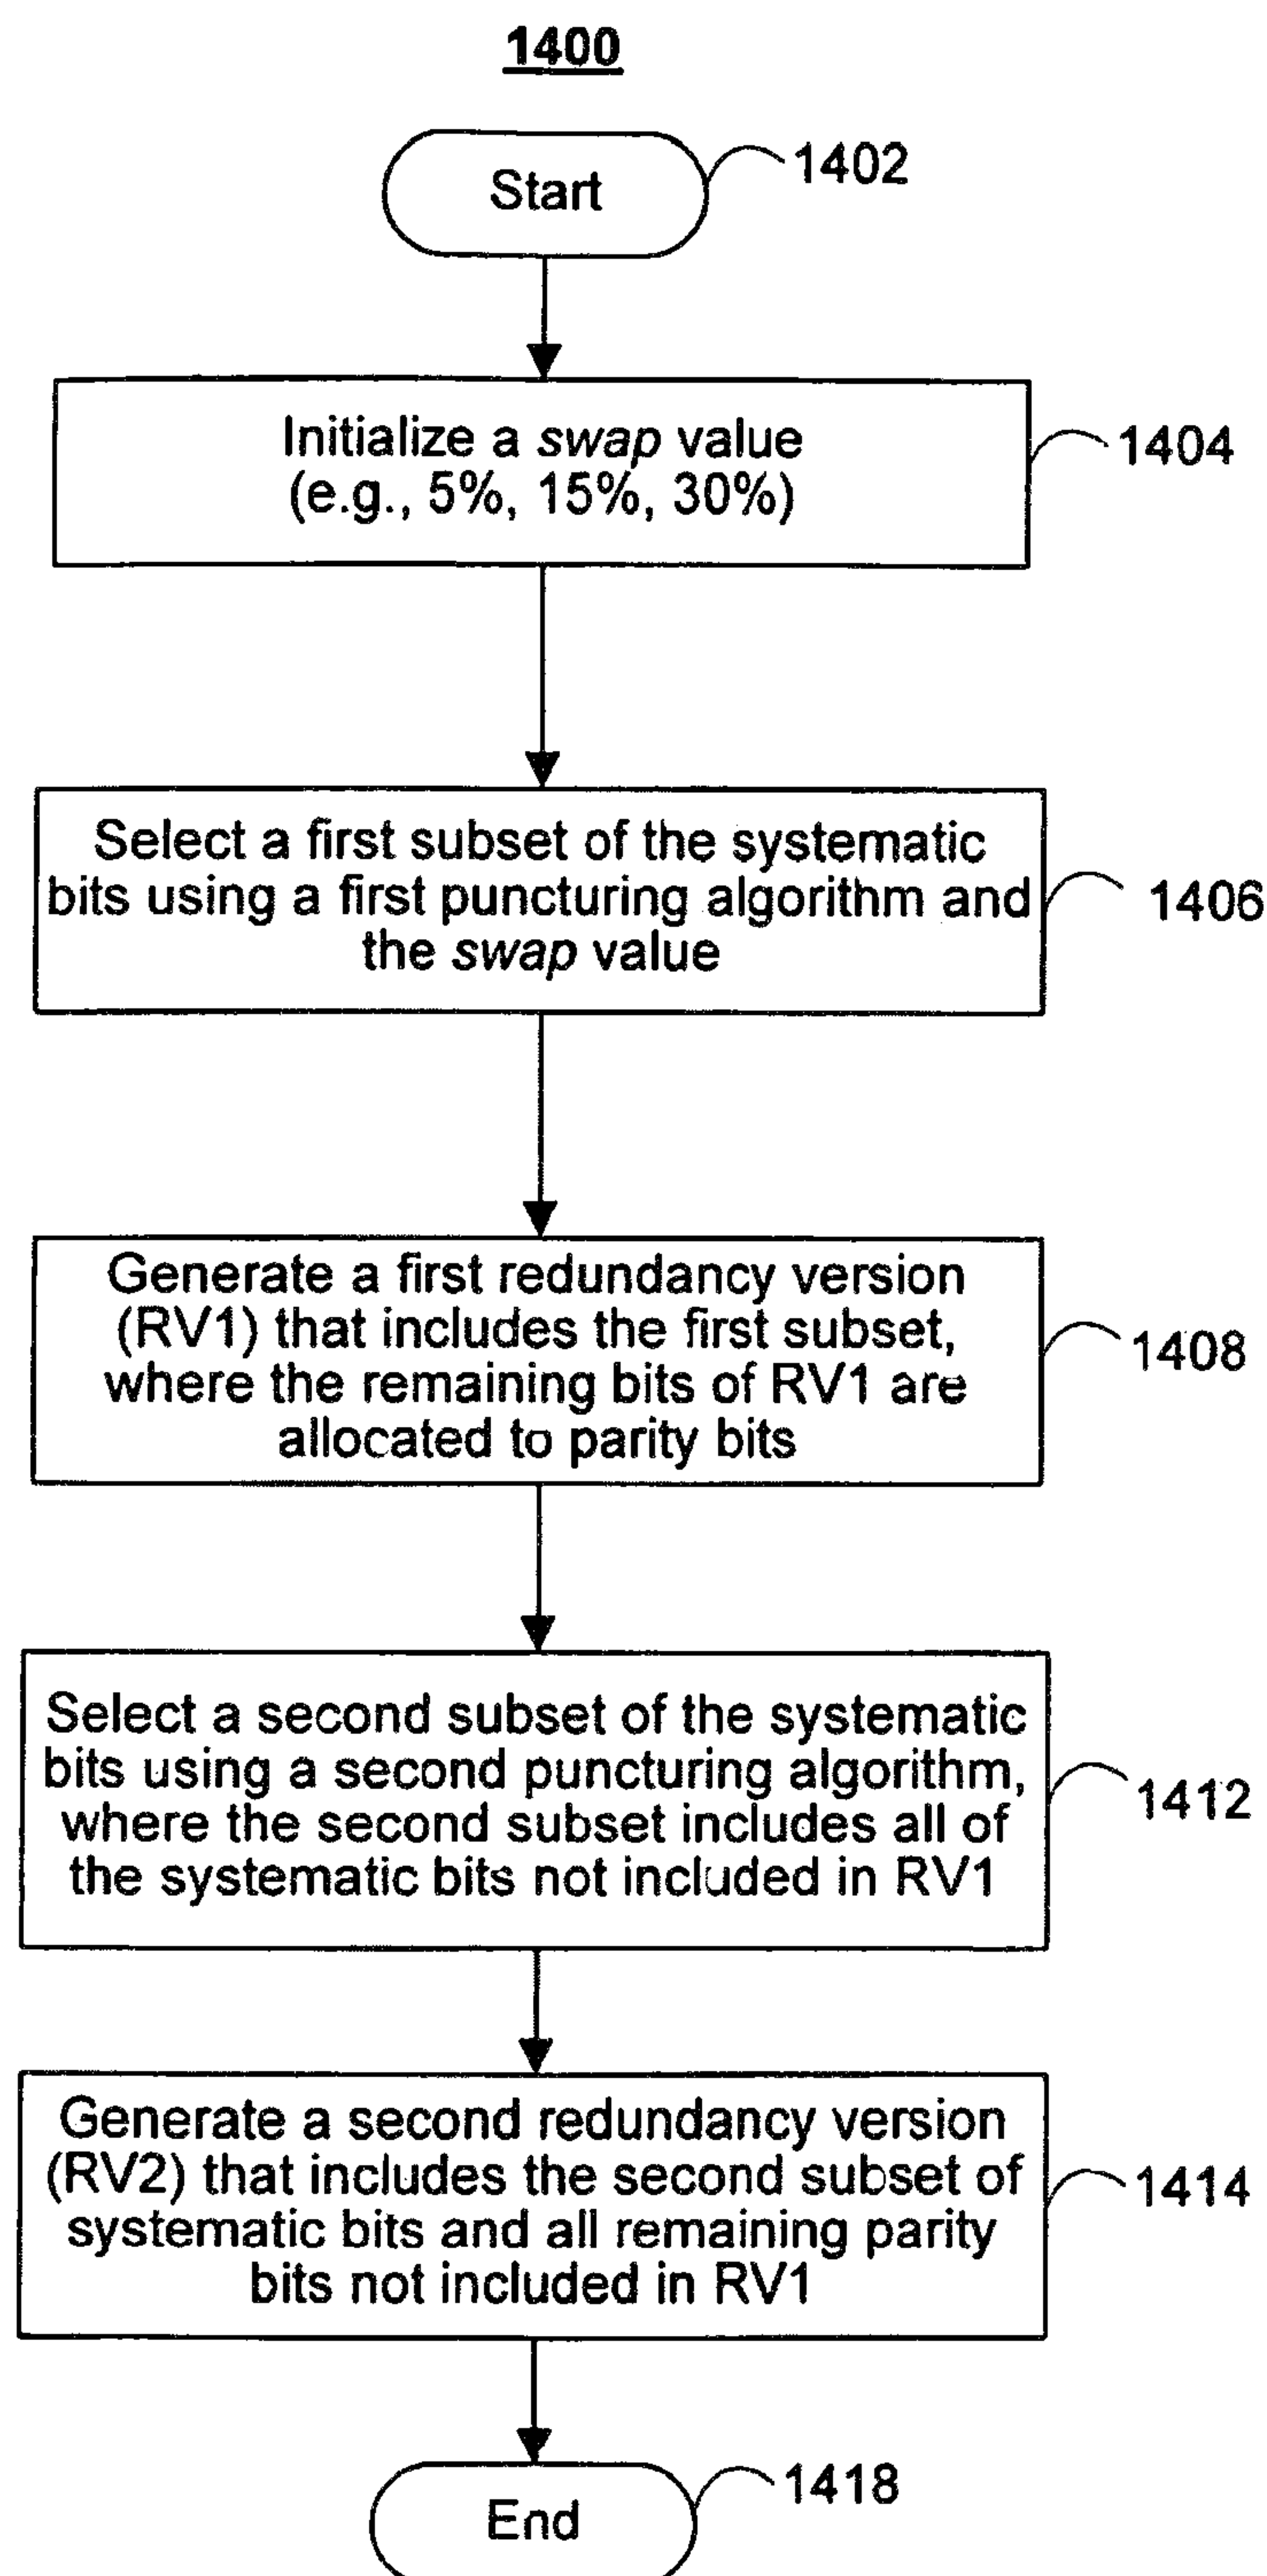 1400
Start
1402
Initialize a swap value
(e.g., 5%, 15%, 30%)
1404
Select a first subset of the systematic
bits using a first puncturing algorithm and
the swap value
1406
Generate a first redundancy version
(RV1) that includes the first subset,
where the remaining bits of RV1 are
allocated to parity bits
1408
Select a second subset of the systematic
bits using a second puncturing algorithm,
where the second subset includes all of
the systematic bits not included in RV1
1412
Generate a second redundancy version
(RV2) that includes the second subset of
systematic bits and all remaining parity
bits not included in RV1
1414
End
1418